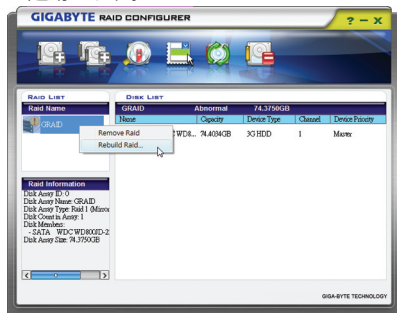 GIGABYTE RAID CONFIGURER
? – X
RAID LIST
Raid Name
GRAID
DISK LIST
GRAID Abnormal 74.3750GB
Name Capacity Device Type Channel Device Priority
WD8... 74.4094GB 3G HDD 1 Master
Remove Raid
Rebuild Raid...
Raid Information
Disk Array ID: 0
Disk Array Name: GRAID
Disk Array Type: Raid 1 (Mirror
Disk Count in Array: 1
Disk Members:
- SATA WDC WD800JD-2
Disk Array Size: 74.3750GB
GIGA-BYTE TECHNOLOGY